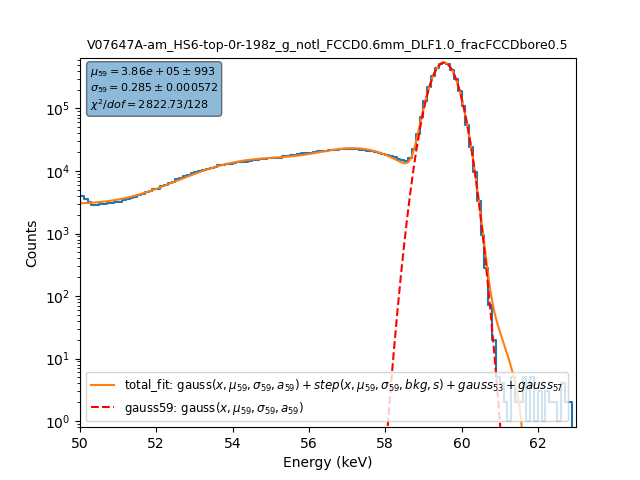 V07647A-am_HS6-top-0r-198z_g_notl_FCCD0.6mm_DLF1.0_fracFCCDbore0.5
μ₅₉ = 3.86e + 05 ± 993
σ₅₉ = 0.285 ± 0.000572
χ²/dof = 2822.73/128
10⁵
10⁴
10³
10²
10¹
10⁰
Counts
total_fit: gauss(x, μ₅₉, σ₅₉, a₅₉) + step(x, μ₅₉, σ₅₉, bkg, s) + gauss₅₃ + gauss₅₇
gauss59: gauss(x, μ₅₉, σ₅₉, a₅₉)
50 52 54 56 58 60 62
Energy (keV)